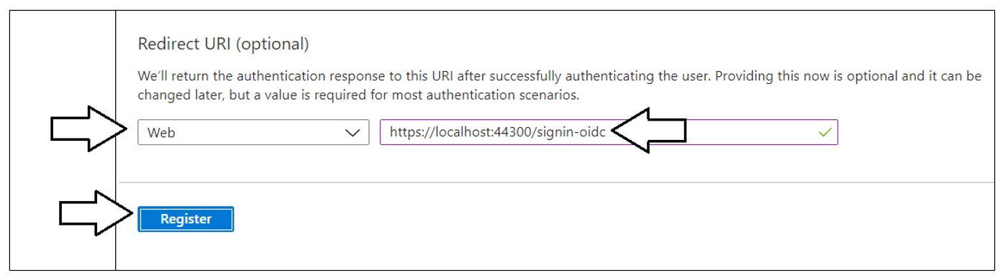 Redirect URI (optional)
We'll return the authentication response to this URI after successfully authenticating the user. Providing this now is optional and it can be
changed later, but a value is required for most authentication scenarios.
Web https://localhost:44300/signin-oidc
Register